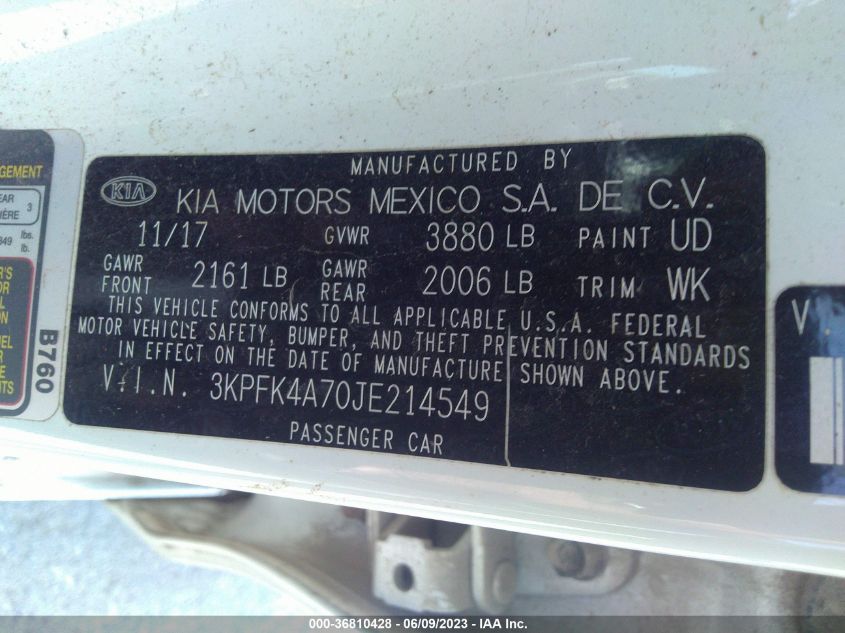 MANUFACTURED BY
KIA KIA MOTORS MEXICO S.A. DE C.V.
11/17 GVWR 3880 LB PAINT UD
GAWR FRONT 2161 LB GAWR REAR 2006 LB TRIM WK
THIS VEHICLE CONFORMS TO ALL APPLICABLE U.S.A. FEDERAL
MOTOR VEHICLE SAFETY, BUMPER, AND THEFT PREVENTION STANDARDS
IN EFFECT ON THE DATE OF MANUFACTURE SHOWN ABOVE.
V.I.N. 3KPFK4A70JE214549
PASSENGER CAR
3
lbs.
lb.
B760
V.
000-36810428 - 06/09/2023 - IAA Inc.